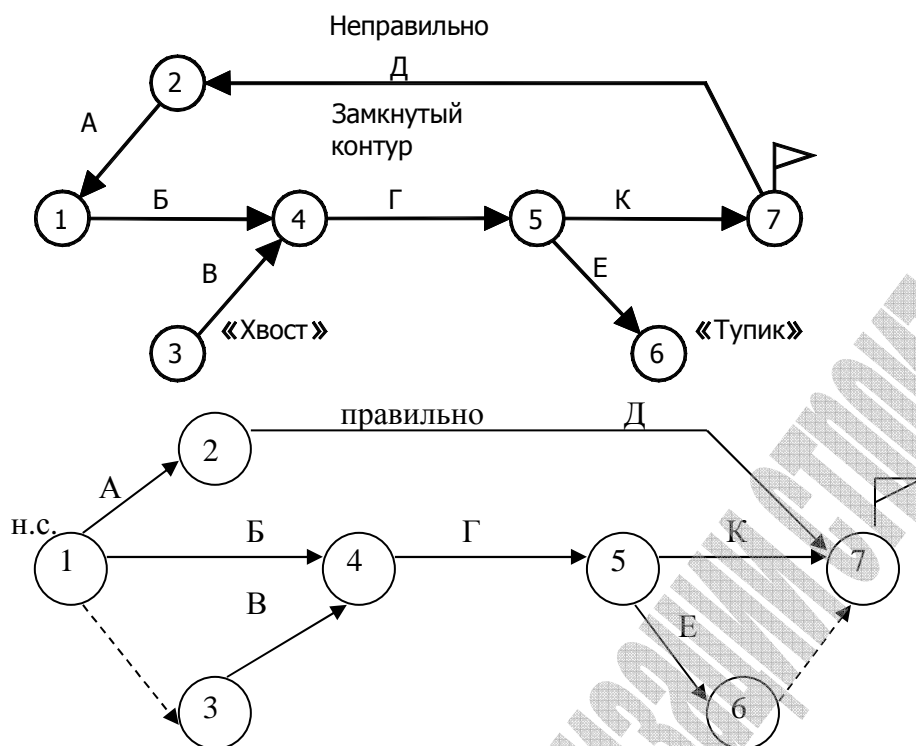 Неправильно
Д
2
Замкнутый
контур
А
1
Б
4
Г
5
К
7
В
Е
3
«Хвост»
6
«Тупик»
правильно
Д
2
А
н.с.
1
Б
4
Г
5
К
7
В
Е
3
6